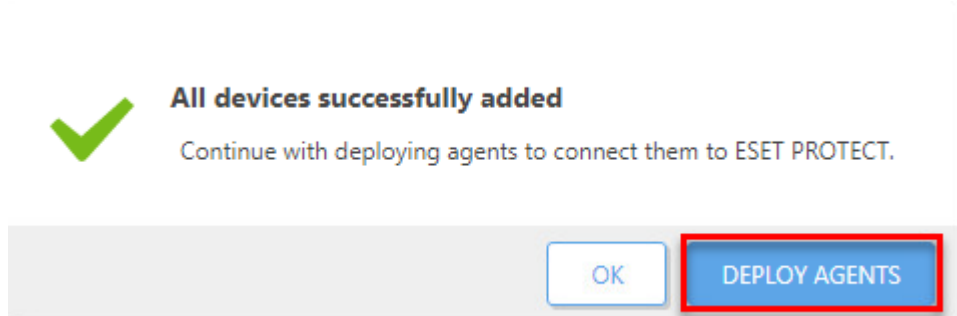 All devices successfully added
Continue with deploying agents to connect them to ESET PROTECT.
OK
DEPLOY AGENTS